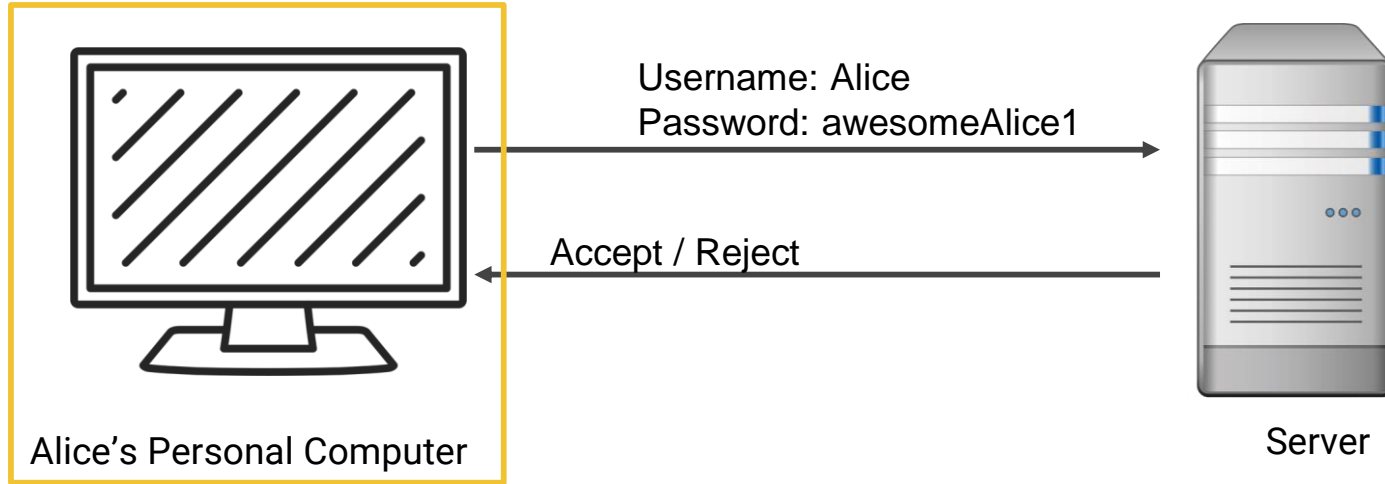 Username: Alice
Password: awesomeAlice1
Accept / Reject
Alice’s Personal Computer
Server